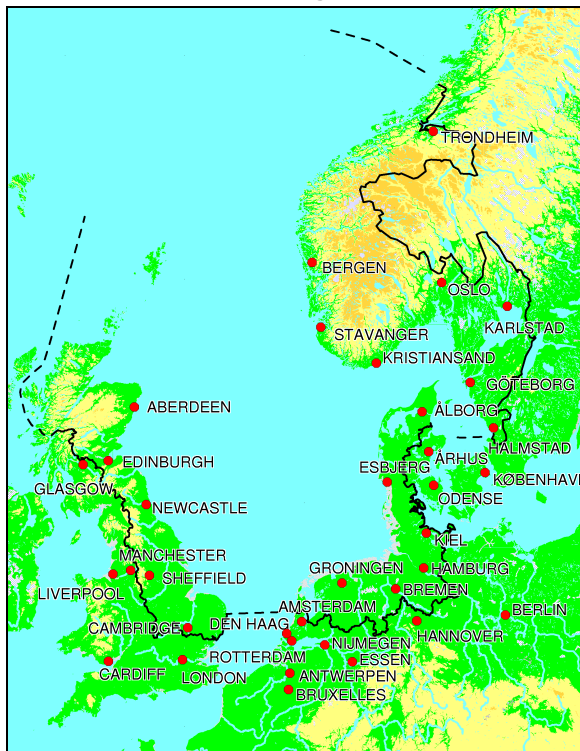 TRONDHEIM
BERGEN
OSLO
KARLSTAD
STAVANGER
KRISTIANSAND
GÖTEBORG
ABERDEEN
ÅLBORG
HALMSTAD
ÅRHUS
EDINBURGH
ESBJERG
KØBENHAVN
GLASGOW
ODENSE
NEWCASTLE
KIEL
MANCHESTER
HAMBURG
SHEFFIELD
GRONINGEN
LIVERPOOL
BREMEN
AMSTERDAM
BERLIN
CAMBRIDGE
DEN HAAG
HANNOVER
NIJMEGEN
ROTTERDAM
ESSEN
CARDIFF
LONDON
ANTWERPEN
BRUXELLES